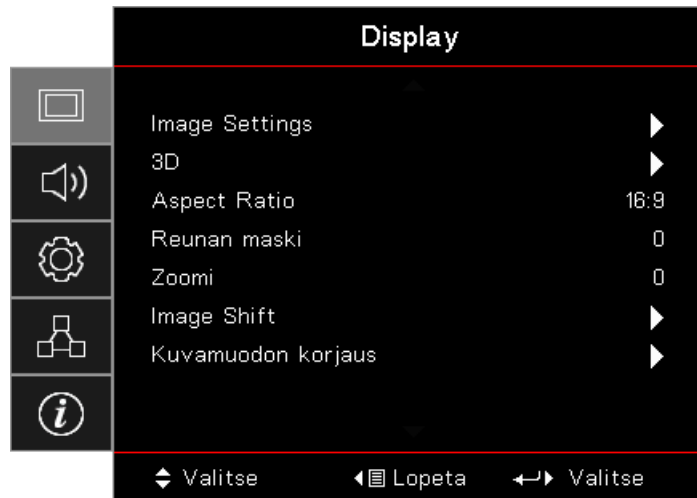 Display
Image Settings
3D
Aspect Ratio 16:9
Reunan maski 0
Zoomi 0
Image Shift
Kuvamuodon korjaus
Valitse Lopeta Valitse